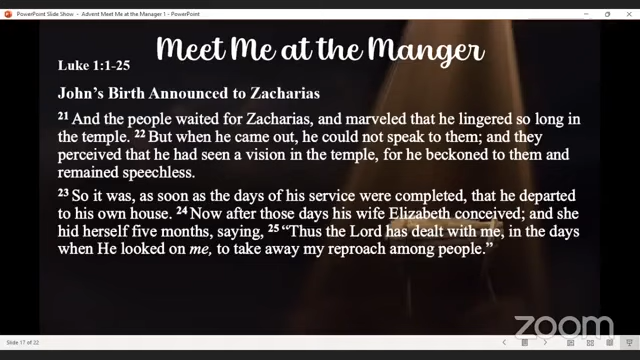 PowerPoint Slide Show - Advent Meet Me at the Manager 1 - PowerPoint
Meet Me at the Manger
Luke 1:1-25
John's Birth Announced to Zacharias
21 And the people waited for Zacharias, and marveled that he lingered so long in
the temple. 22 But when he came out, he could not speak to them; and they
perceived that he had seen a vision in the temple, for he beckoned to them and
remained speechless.
23 So it was, as soon as the days of his service were completed, that he departed
to his own house. 24 Now after those days his wife Elizabeth conceived; and she
hid herself five months, saying, 25 “Thus the Lord has dealt with me, in the days
when He looked on me, to take away my reproach among people.”
zoom
Slide 17 of 22